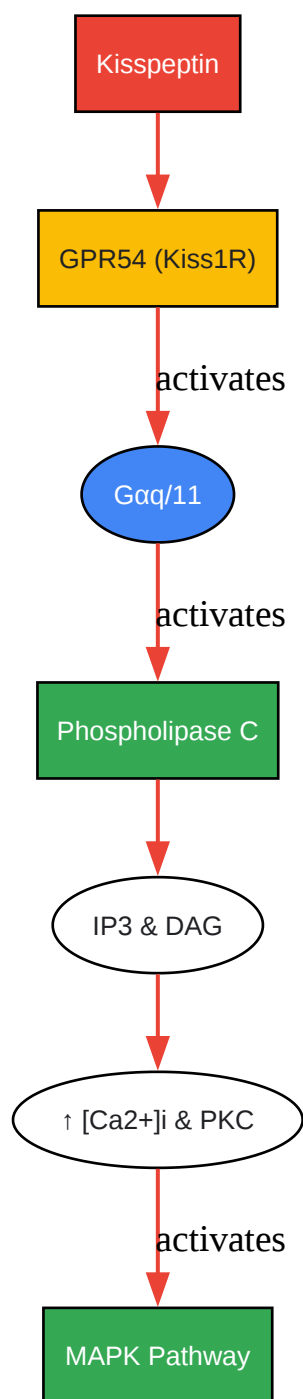 Kisspeptin
GPR54 (Kiss1R)
activates
Gαq/11
activates
Phospholipase C
IP3 & DAG
↑ [Ca2+]i & PKC
activates
MAPK Pathway